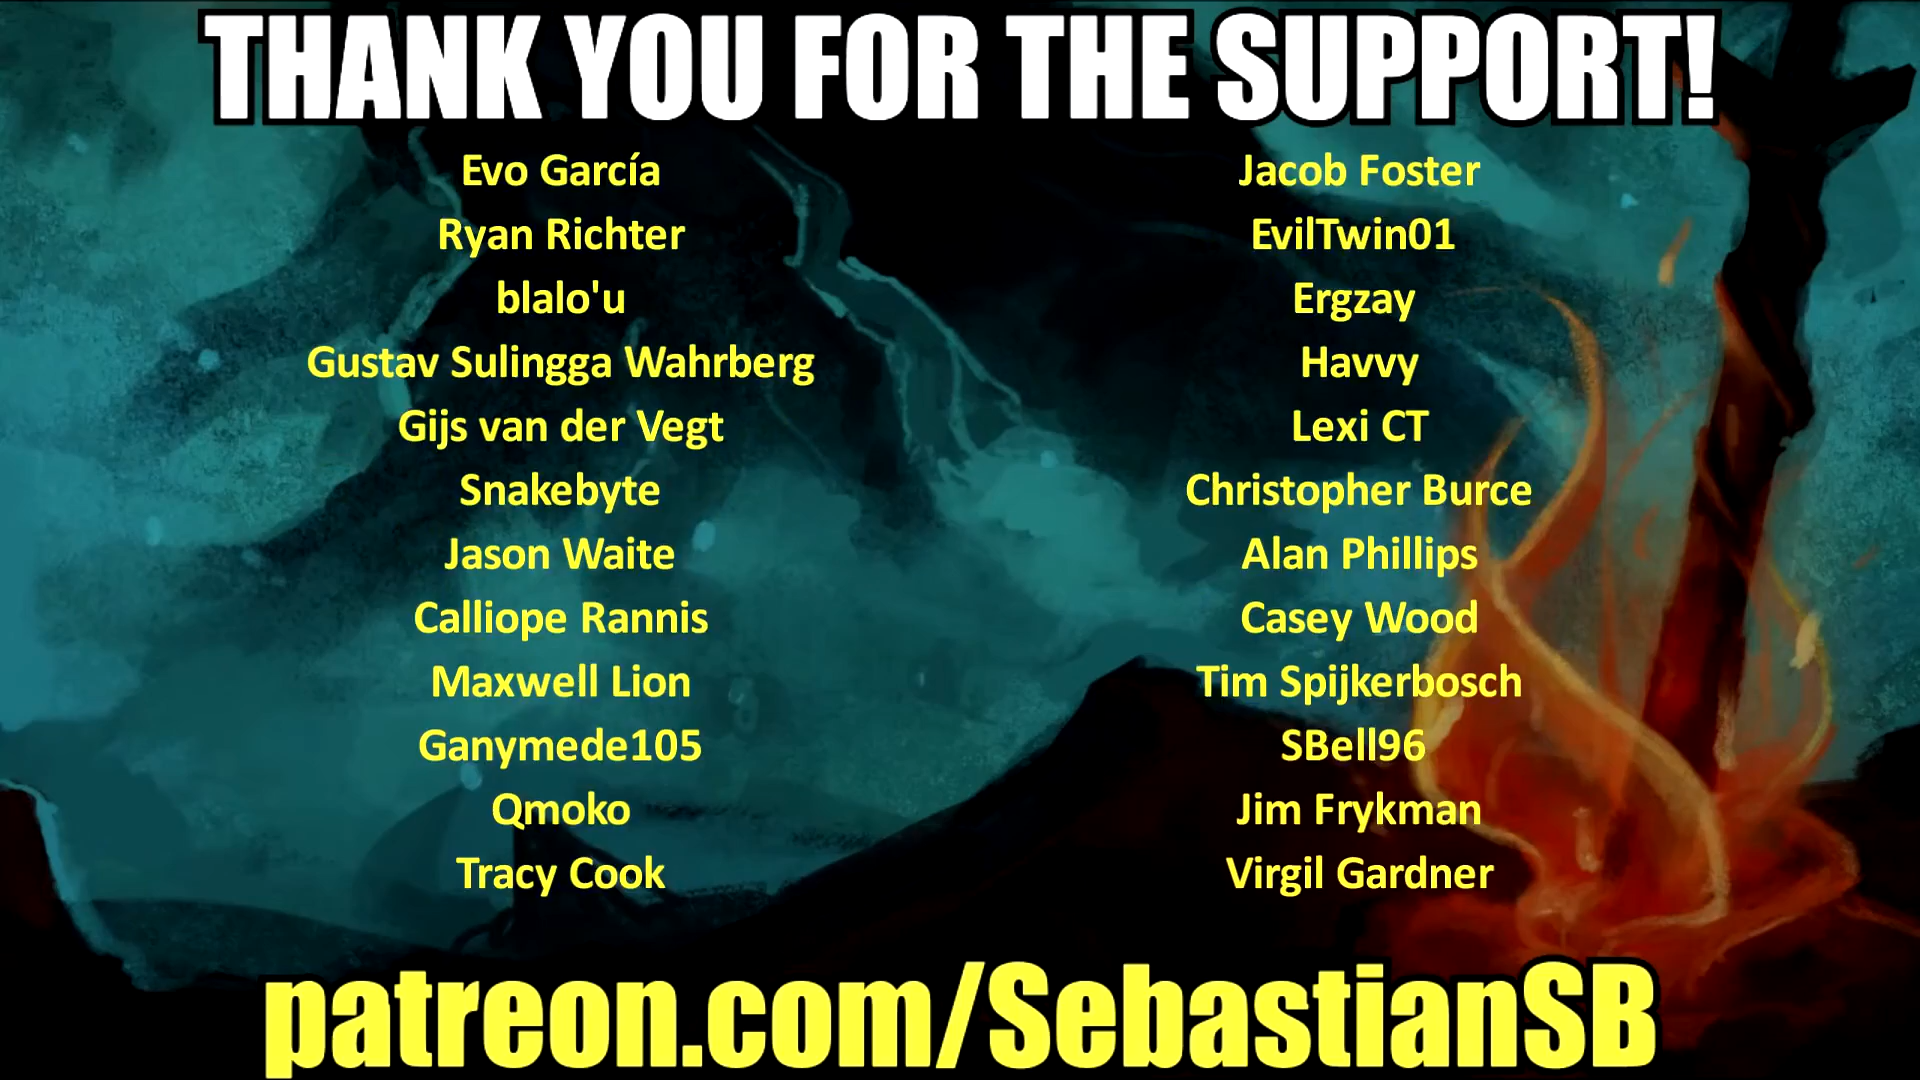 THANK YOU FOR THE SUPPORT!
Evo García
Ryan Richter
blalo'u
Gustav Sulingga Wahrberg
Gijs van der Vegt
Snakebyte
Jason Waite
Calliope Rannis
Maxwell Lion
Ganymede105
Qmoko
Tracy Cook
Jacob Foster
EvilTwin01
Ergzay
Havvy
Lexi CT
Christopher Burce
Alan Phillips
Casey Wood
Tim Spijkerbosch
SBell96
Jim Frykman
Virgil Gardner
patreon.com/SebastianSB